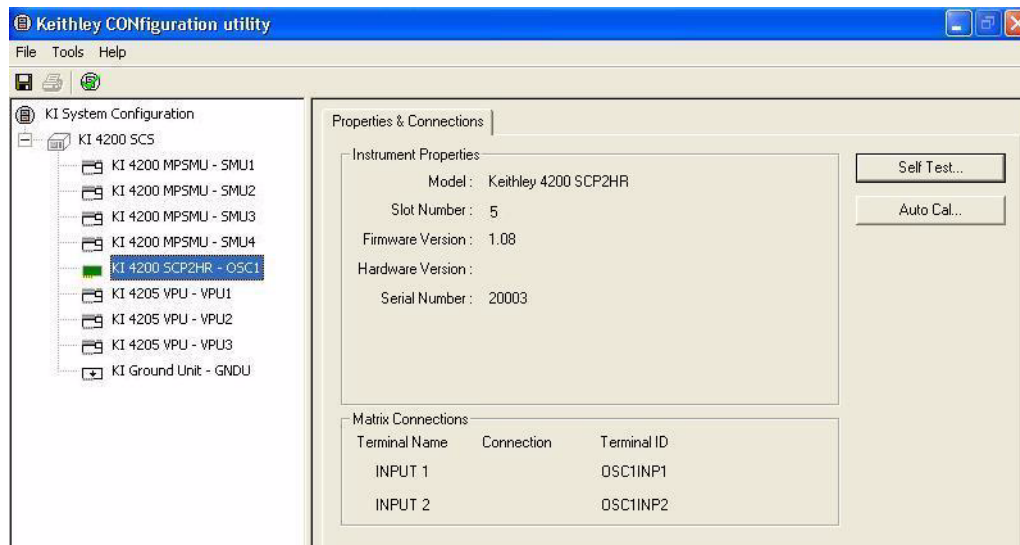 Keithley CONfiguration utility
File Tools Help
KI System Configuration
KI 4200 SCS
KI 4200 MPSMU - SMU1
KI 4200 MPSMU - SMU2
KI 4200 MPSMU - SMU3
KI 4200 MPSMU - SMU4
KI 4200 SCP2HR - OSC1
KI 4205 VPU - VPU1
KI 4205 VPU - VPU2
KI 4205 VPU - VPU3
KI Ground Unit - GNDU
Properties & Connections
Instrument Properties
Model : Keithley 4200 SCP2HR
Slot Number : 5
Firmware Version : 1.08
Hardware Version :
Serial Number : 20003
Self Test...
Auto Cal...
Matrix Connections
Terminal Name Connection Terminal ID
INPUT 1 OSC1INP1
INPUT 2 OSC1INP2